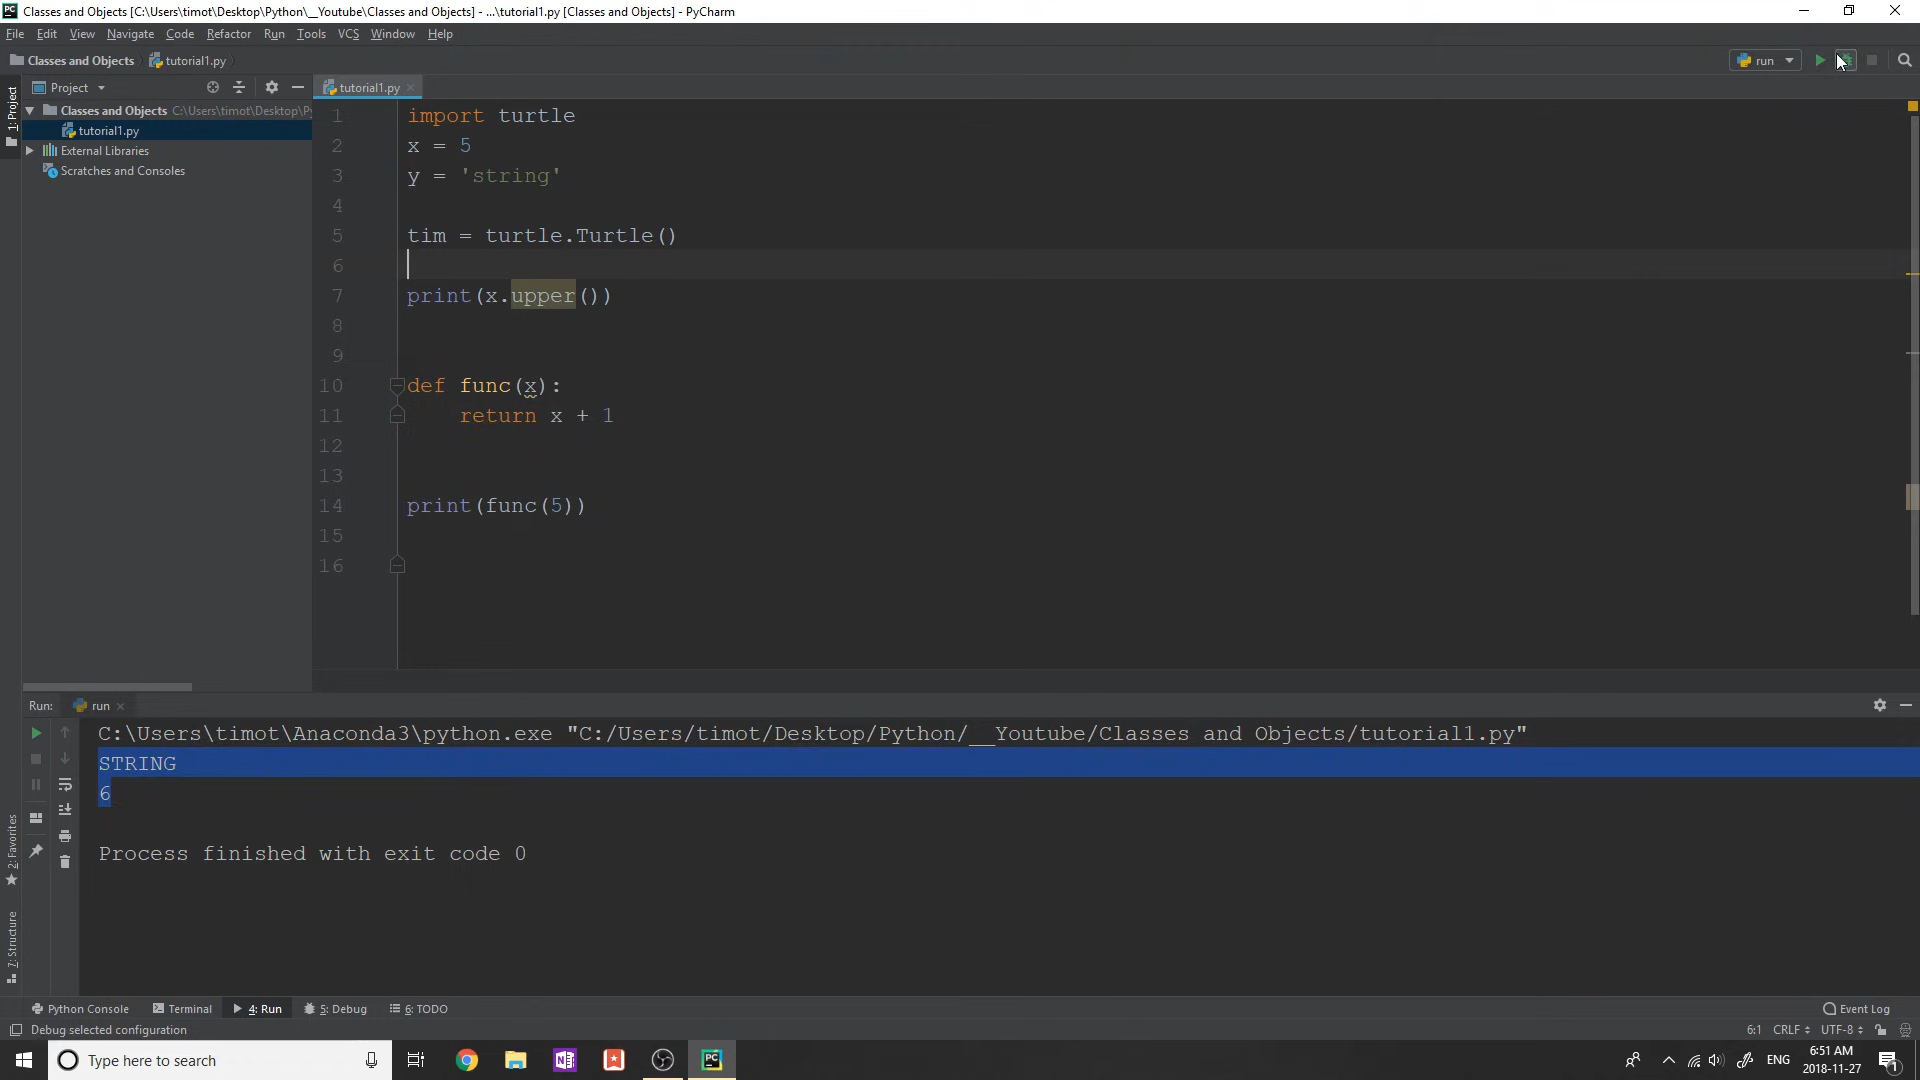 Classes and Objects [C:\Users\timot\Desktop\Python\__Youtube\Classes and Objects] - ...\tutorial1.py [Classes and Objects] - PyCharm
File Edit View Navigate Code Refactor Run Tools VCS Window Help
Classes and Objects tutorial1.py run
1: Project
Project
tutorial1.py
Classes and Objects C:\Users\timot\Desktop\Py
tutorial1.py
External Libraries
Scratches and Consoles
1 import turtle
2 x = 5
3 y = 'string'
4
5 tim = turtle.Turtle()
6
7 print(x.upper())
8
9
10 def func(x):
11 return x + 1
12
13
14 print(func(5))
15
16
Run: run
C:\Users\timot\Anaconda3\python.exe "C:/Users/timot/Desktop/Python/__Youtube/Classes and Objects/tutorial1.py"
STRING
6
Process finished with exit code 0
2: Favorites
7: Structure
Python Console Terminal 4: Run 5: Debug 6: TODO Event Log
Debug selected configuration 6:1 CRLF UTF-8
Type here to search
ENG
6:51 AM
2018-11-27
1